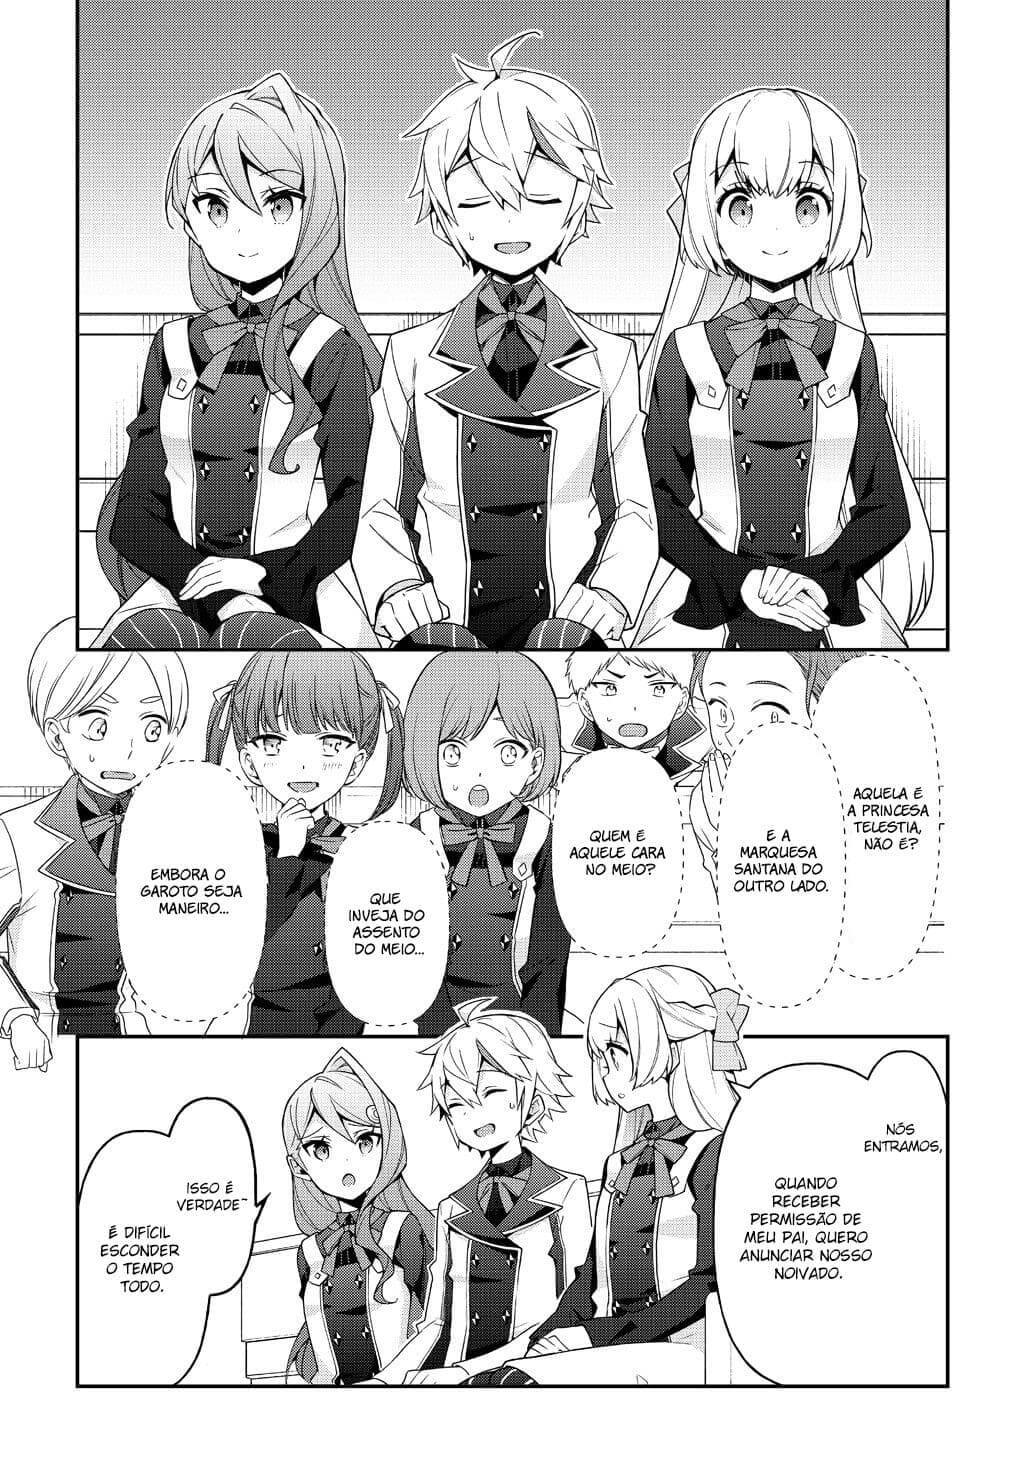 AQUELA É
A PRINCESA
TELESTIA,
NÃO É?
E A
MARQUESA
SANTANA DO
OUTRO LADO.
QUEM É
AQUELE CARA
NO MEIO?
QUE
INVEJA DO
ASSENTO
DO MEIO...
EMBORA O
GAROTO SEJA
MANEIRO...
NÓS
ENTRAMOS,
QUANDO
RECEBER
PERMISSÃO DE
MEU PAI, QUERO
ANUNCIAR NOSSO
NOIVADO.
ISSO É
VERDADE~
É DIFÍCIL
ESCONDER
O TEMPO
TODO.